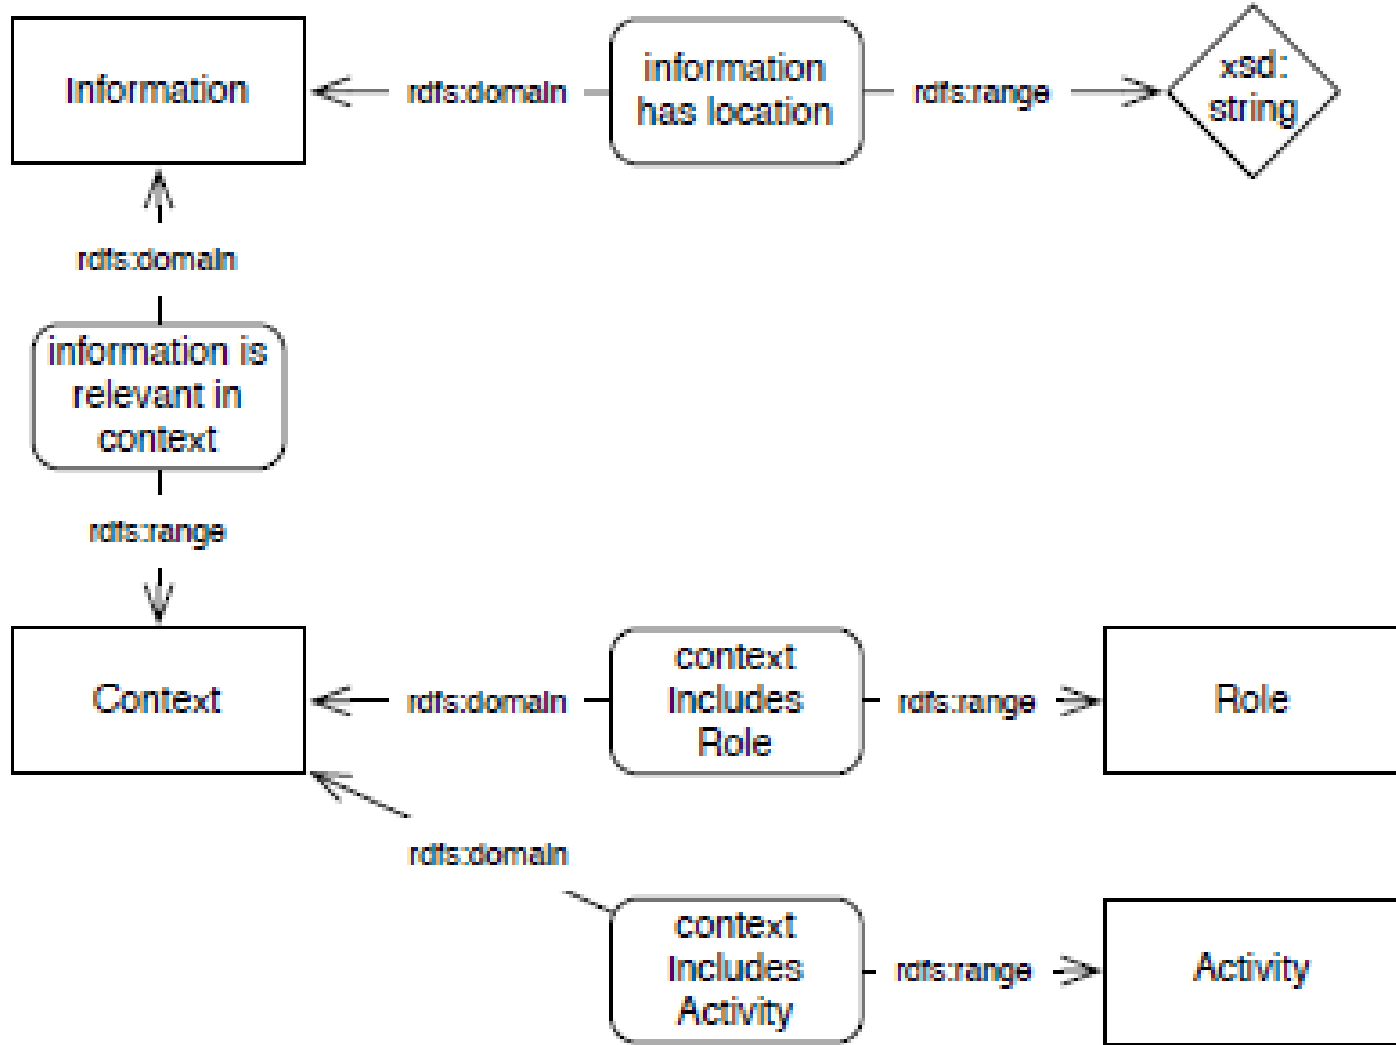 Information
rdfs:domain
information
has location
rdfs:range
xsd:
string
rdfs:domain
information is
relevant in
context
rdfs:range
Context
rdfs:domain
context
Includes
Role
rdfs:range
Role
rdfs:domain
context
Includes
Activity
rdfs:range
Activity